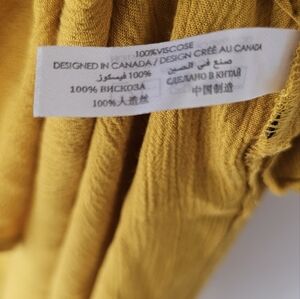 100%VISCOSE
DESIGNED IN CANADA / DESIGN CRÉÉ AU CANADA
صنع في الصين
100% فيسكوز
СДЕЛАНО В КИТАЙ
100% ВИСКОЗА
中国制造
100%人造丝